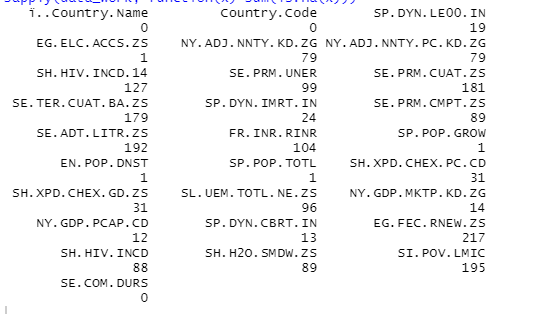 sapply(data_work, function(x) sum(is.na(x)))
ï..Country.Name Country.Code SP.DYN.LE00.IN
0 0 19
EG.ELC.ACCS.ZS NY.ADJ.NNTY.KD.ZG NY.ADJ.NNTY.PC.KD.ZG
1 79 79
SH.HIV.INCD.14 SE.PRM.UNER SE.PRM.CUAT.ZS
127 99 181
SE.TER.CUAT.BA.ZS SP.DYN.IMRT.IN SE.PRM.CMPT.ZS
179 24 89
SE.ADT.LITR.ZS FR.INR.RINR SP.POP.GROW
192 104 1
EN.POP.DNST SP.POP.TOTL SH.XPD.CHEX.PC.CD
1 1 31
SH.XPD.CHEX.GD.ZS SL.UEM.TOTL.NE.ZS NY.GDP.MKTP.KD.ZG
31 96 14
NY.GDP.PCAP.CD SP.DYN.CBRT.IN EG.FEC.RNEW.ZS
12 13 217
SH.HIV.INCD SH.H2O.SMDW.ZS SI.POV.LMIC
88 89 195
SE.COM.DURS
0